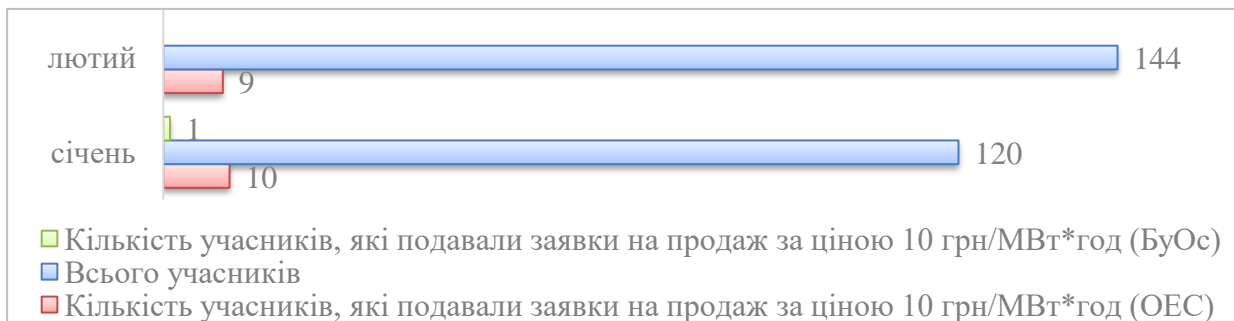 лютий
144
9
1
січень
120
10
Кількість учасників, які подавали заявки на продаж за ціною 10 грн/МВт*год (БуОс)
Всього учасників
Кількість учасників, які подавали заявки на продаж за ціною 10 грн/МВт*год (ОЕС)